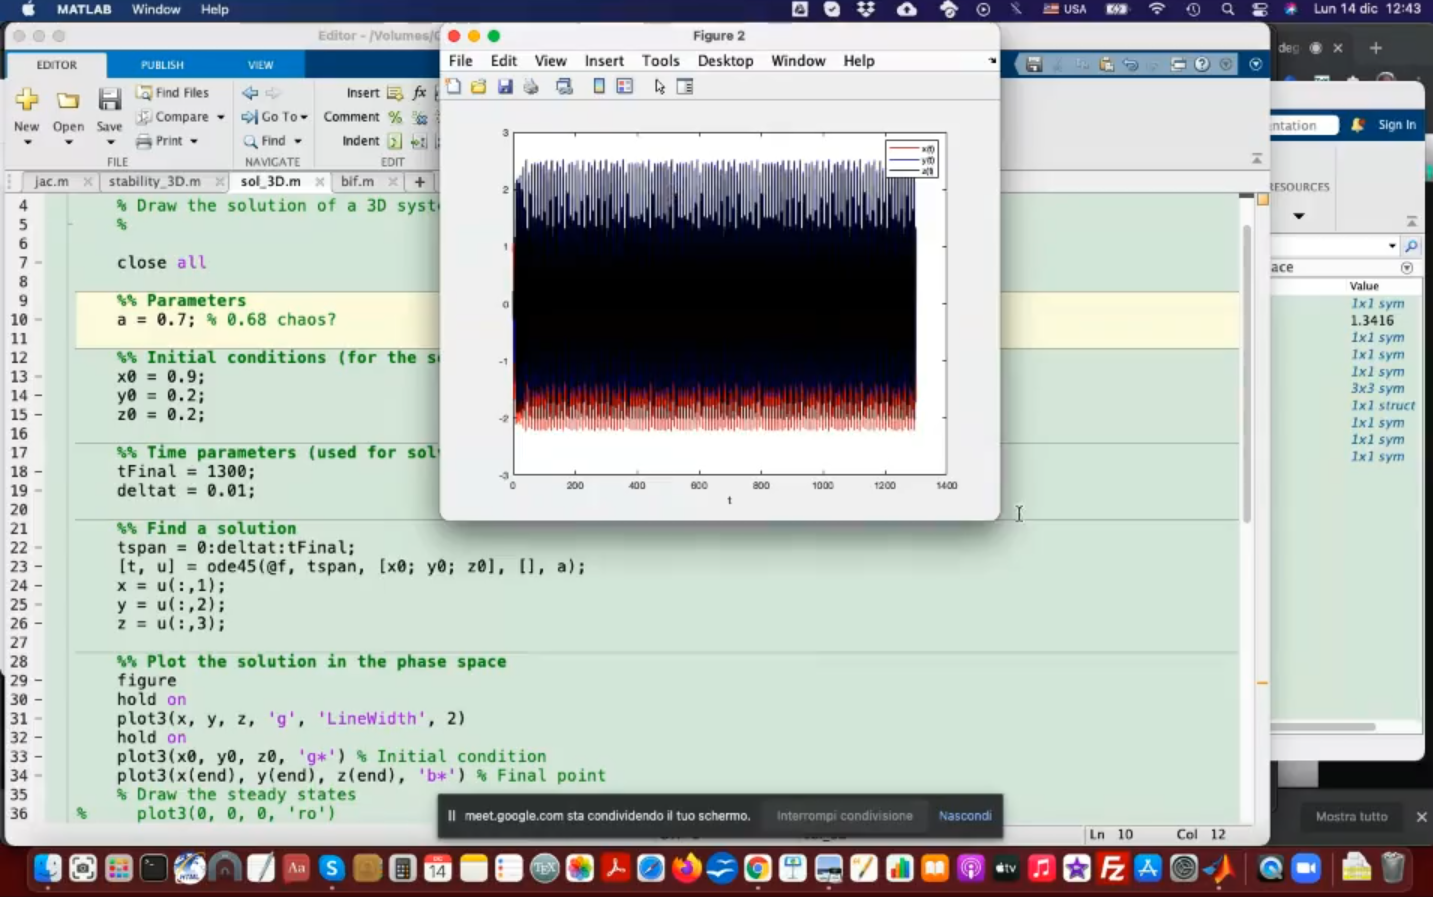 MATLAB Window Help
USA Lun 14 dic 12:43
Editor - /Volumes/
Figure 2
EDITOR PUBLISH VIEW
File Edit View Insert Tools Desktop Window Help
Find Files
Insert fx
New Open Save
Compare
Go To
Comment %
Print
Find
Indent
FILE NAVIGATE EDIT
Sign In
RESOURCES
jac.m stability_3D.m sol_3D.m bif.m
4 % Draw the solution of a 3D syst
5 %
6
7 close all
8
9 %% Parameters
10 a = 0.7; % 0.68 chaos?
11
12 %% Initial conditions (for the s
13 x0 = 0.9;
14 y0 = 0.2;
15 z0 = 0.2;
16
17 %% Time parameters (used for sol
18 tFinal = 1300;
19 deltat = 0.01;
20
21 %% Find a solution
22 tspan = 0:deltat:tFinal;
23 [t, u] = ode45(@f, tspan, [x0; y0; z0], [], a);
24 x = u(:,1);
25 y = u(:,2);
26 z = u(:,3);
27
28 %% Plot the solution in the phase space
29 figure
30 hold on
31 plot3(x, y, z, 'g', 'LineWidth', 2)
32 hold on
33 plot3(x0, y0, z0, 'g*') % Initial condition
34 plot3(x(end), y(end), z(end), 'b*') % Final point
35 % Draw the steady states
36 % plot3(0, 0, 0, 'ro')
x(t)
y(t)
3
2
1
0
-1
-2
-3
0 200 400 600 800 1000 1200 1400
t
ace
Value
1x1 sym
1.3416
1x1 sym
1x1 sym
1x1 sym
3x3 sym
1x1 struct
1x1 sym
1x1 sym
1x1 sym
meet.google.com sta condividendo il tuo schermo. Interrompi condivisione Nascondi
Mostra tutto
Ln 10 Col 12
HTML
Aa
DIC
14
TEX
tv